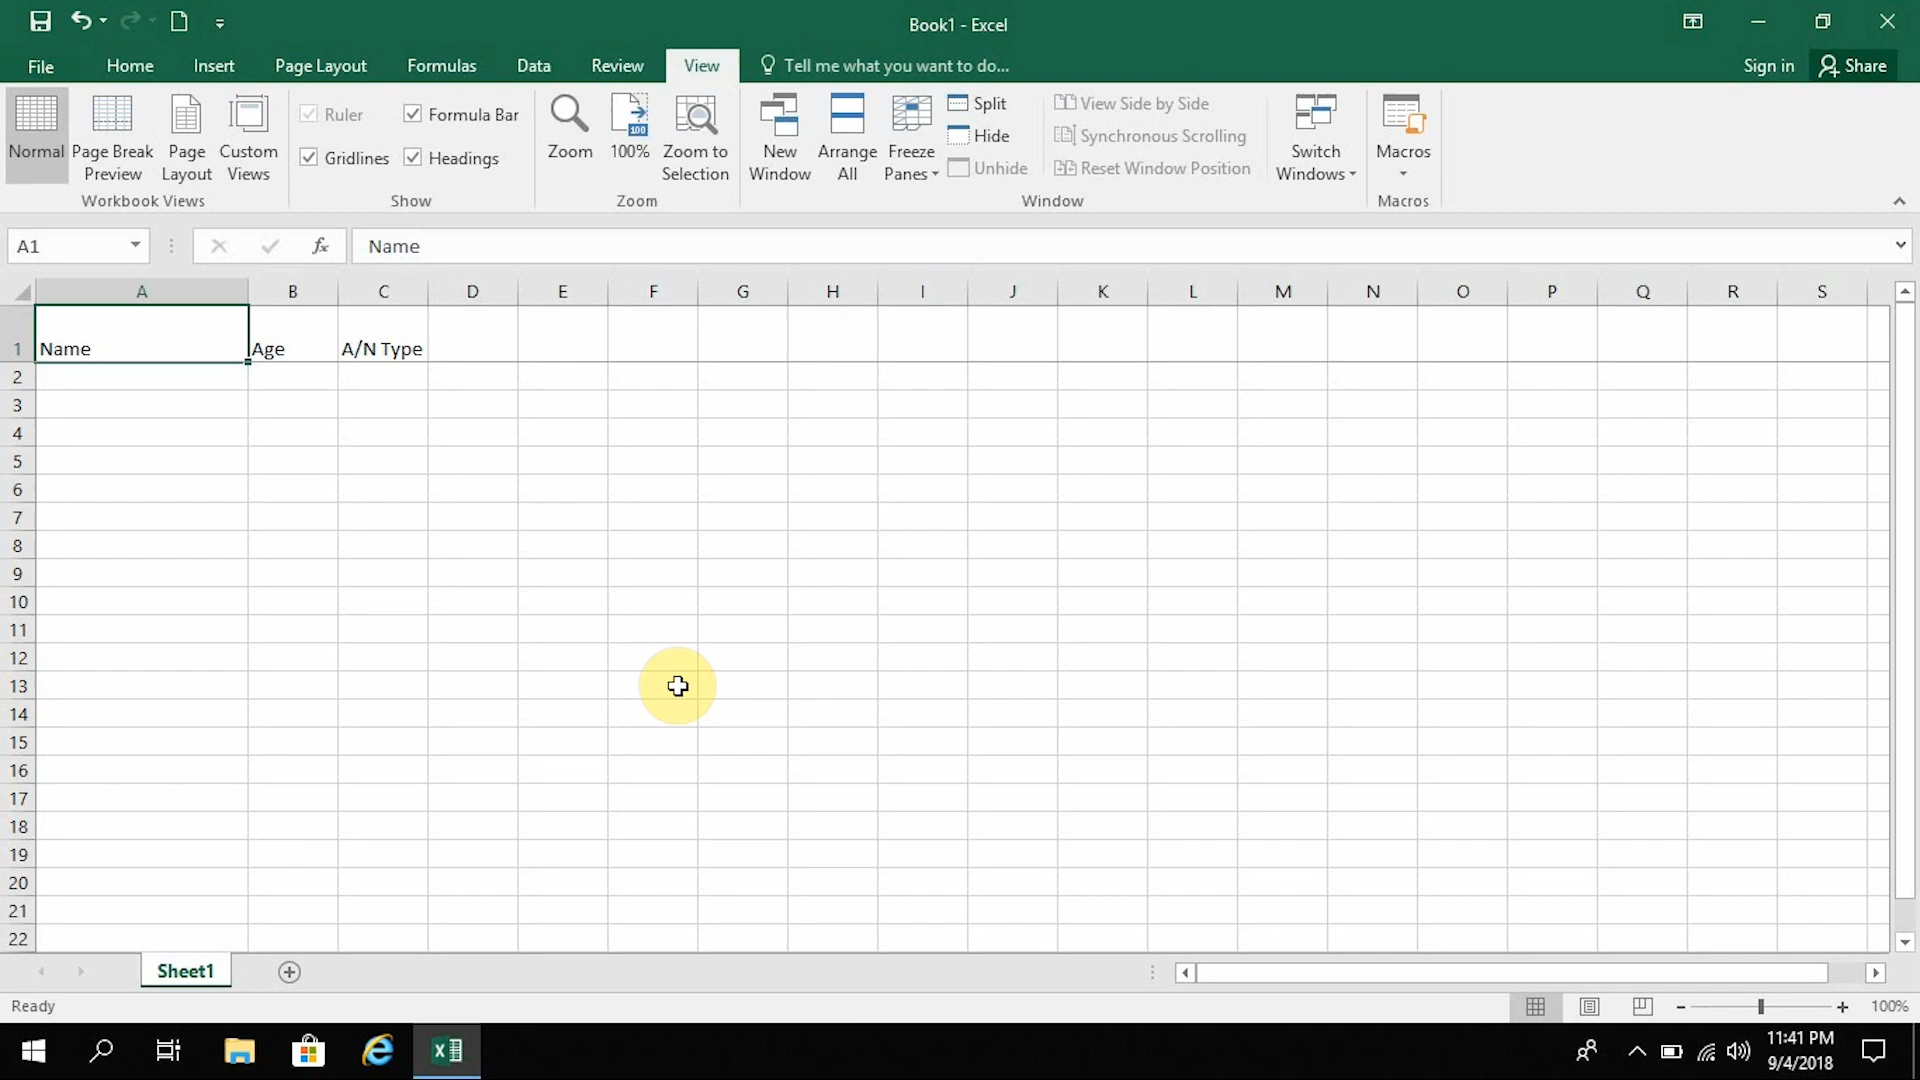 Book1 - Excel
File Home Insert Page Layout Formulas Data Review View Tell me what you want to do... Sign in Share
Normal
Page Break Preview
Page Layout
Custom Views
Workbook Views
Ruler
Formula Bar
Gridlines
Headings
Show
Zoom
100
100%
Zoom to Selection
Zoom
New Window
Arrange All
Freeze Panes
Split
Hide
Unhide
View Side by Side
Synchronous Scrolling
Reset Window Position
Switch Windows
Window
Macros
Macros
A1 fx Name
A B C D E F G H I J K L M N O P Q R S
1 Name Age A/N Type
2
3
4
5
6
7
8
9
10
11
12
13
14
15
16
17
18
19
20
21
22
Sheet1
Ready 100%
11:41 PM
9/4/2018